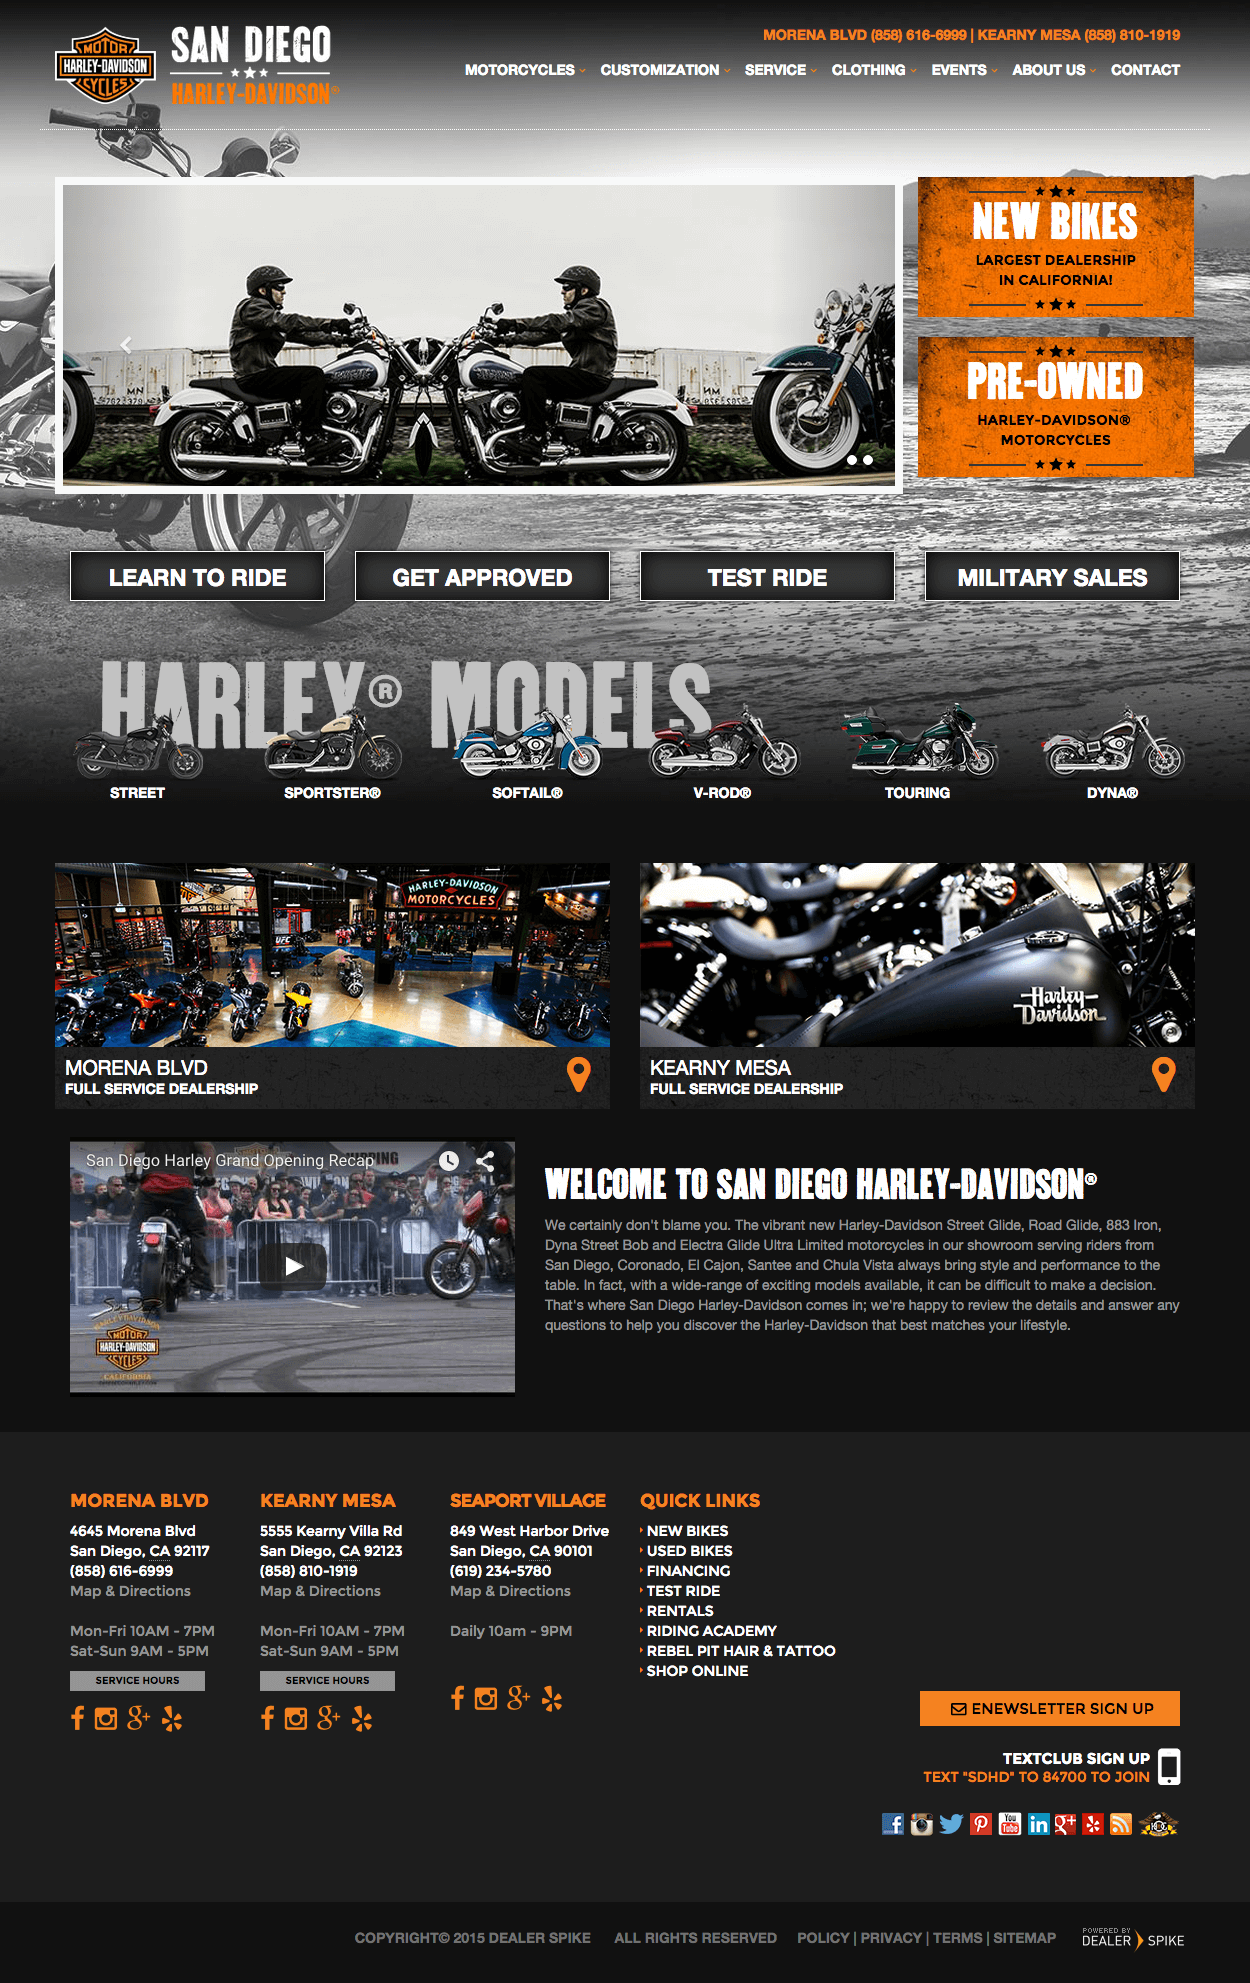 MORENA BLVD (858) 616-6999 | KEARNY MESA (858) 810-1919
MOTOR
HARLEY-DAVIDSON
CYCLES
SAN DIEGO
HARLEY-DAVIDSON®
MOTORCYCLES CUSTOMIZATION SERVICE CLOTHING EVENTS ABOUT US CONTACT
NEW BIKES
LARGEST DEALERSHIP
IN CALIFORNIA!
PRE-OWNED
HARLEY-DAVIDSON®
MOTORCYCLES
LEARN TO RIDE GET APPROVED TEST RIDE MILITARY SALES
HARLEY® MODELS
STREET SPORTSTER® SOFTAIL® V-ROD® TOURING DYNA®
HARLEY-DAVIDSON
MOTORCYCLES
UFC
Harley-
Davidson
MORENA BLVD
FULL SERVICE DEALERSHIP
KEARNY MESA
FULL SERVICE DEALERSHIP
San Diego Harley Grand Opening Recap
MOTOR
HARLEY-DAVIDSON
CYCLES
CALIFORNIA
WELCOME TO SAN DIEGO HARLEY-DAVIDSON®
We certainly don't blame you. The vibrant new Harley-Davidson Street Glide, Road Glide, 883 Iron,
Dyna Street Bob and Electra Glide Ultra Limited motorcycles in our showroom serving riders from
San Diego, Coronado, El Cajon, Santee and Chula Vista always bring style and performance to the
table. In fact, with a wide-range of exciting models available, it can be difficult to make a decision.
That's where San Diego Harley-Davidson comes in; we're happy to review the details and answer any
questions to help you discover the Harley-Davidson that best matches your lifestyle.
MORENA BLVD
4645 Morena Blvd
San Diego, CA 92117
(858) 616-6999
Map & Directions
Mon-Fri 10AM - 7PM
Sat-Sun 9AM - 5PM
SERVICE HOURS
KEARNY MESA
5555 Kearny Villa Rd
San Diego, CA 92123
(858) 810-1919
Map & Directions
Mon-Fri 10AM - 7PM
Sat-Sun 9AM - 5PM
SERVICE HOURS
SEAPORT VILLAGE
849 West Harbor Drive
San Diego, CA 90101
(619) 234-5780
Map & Directions
Daily 10am - 9PM
QUICK LINKS
NEW BIKES
USED BIKES
FINANCING
TEST RIDE
RENTALS
RIDING ACADEMY
REBEL PIT HAIR & TATTOO
SHOP ONLINE
ENEWSLETTER SIGN UP
TEXTCLUB SIGN UP
TEXT "SDHD" TO 84700 TO JOIN
You
Tube
COPYRIGHT© 2015 DEALER SPIKE ALL RIGHTS RESERVED POLICY | PRIVACY | TERMS | SITEMAP
POWERED BY
DEALER SPIKE